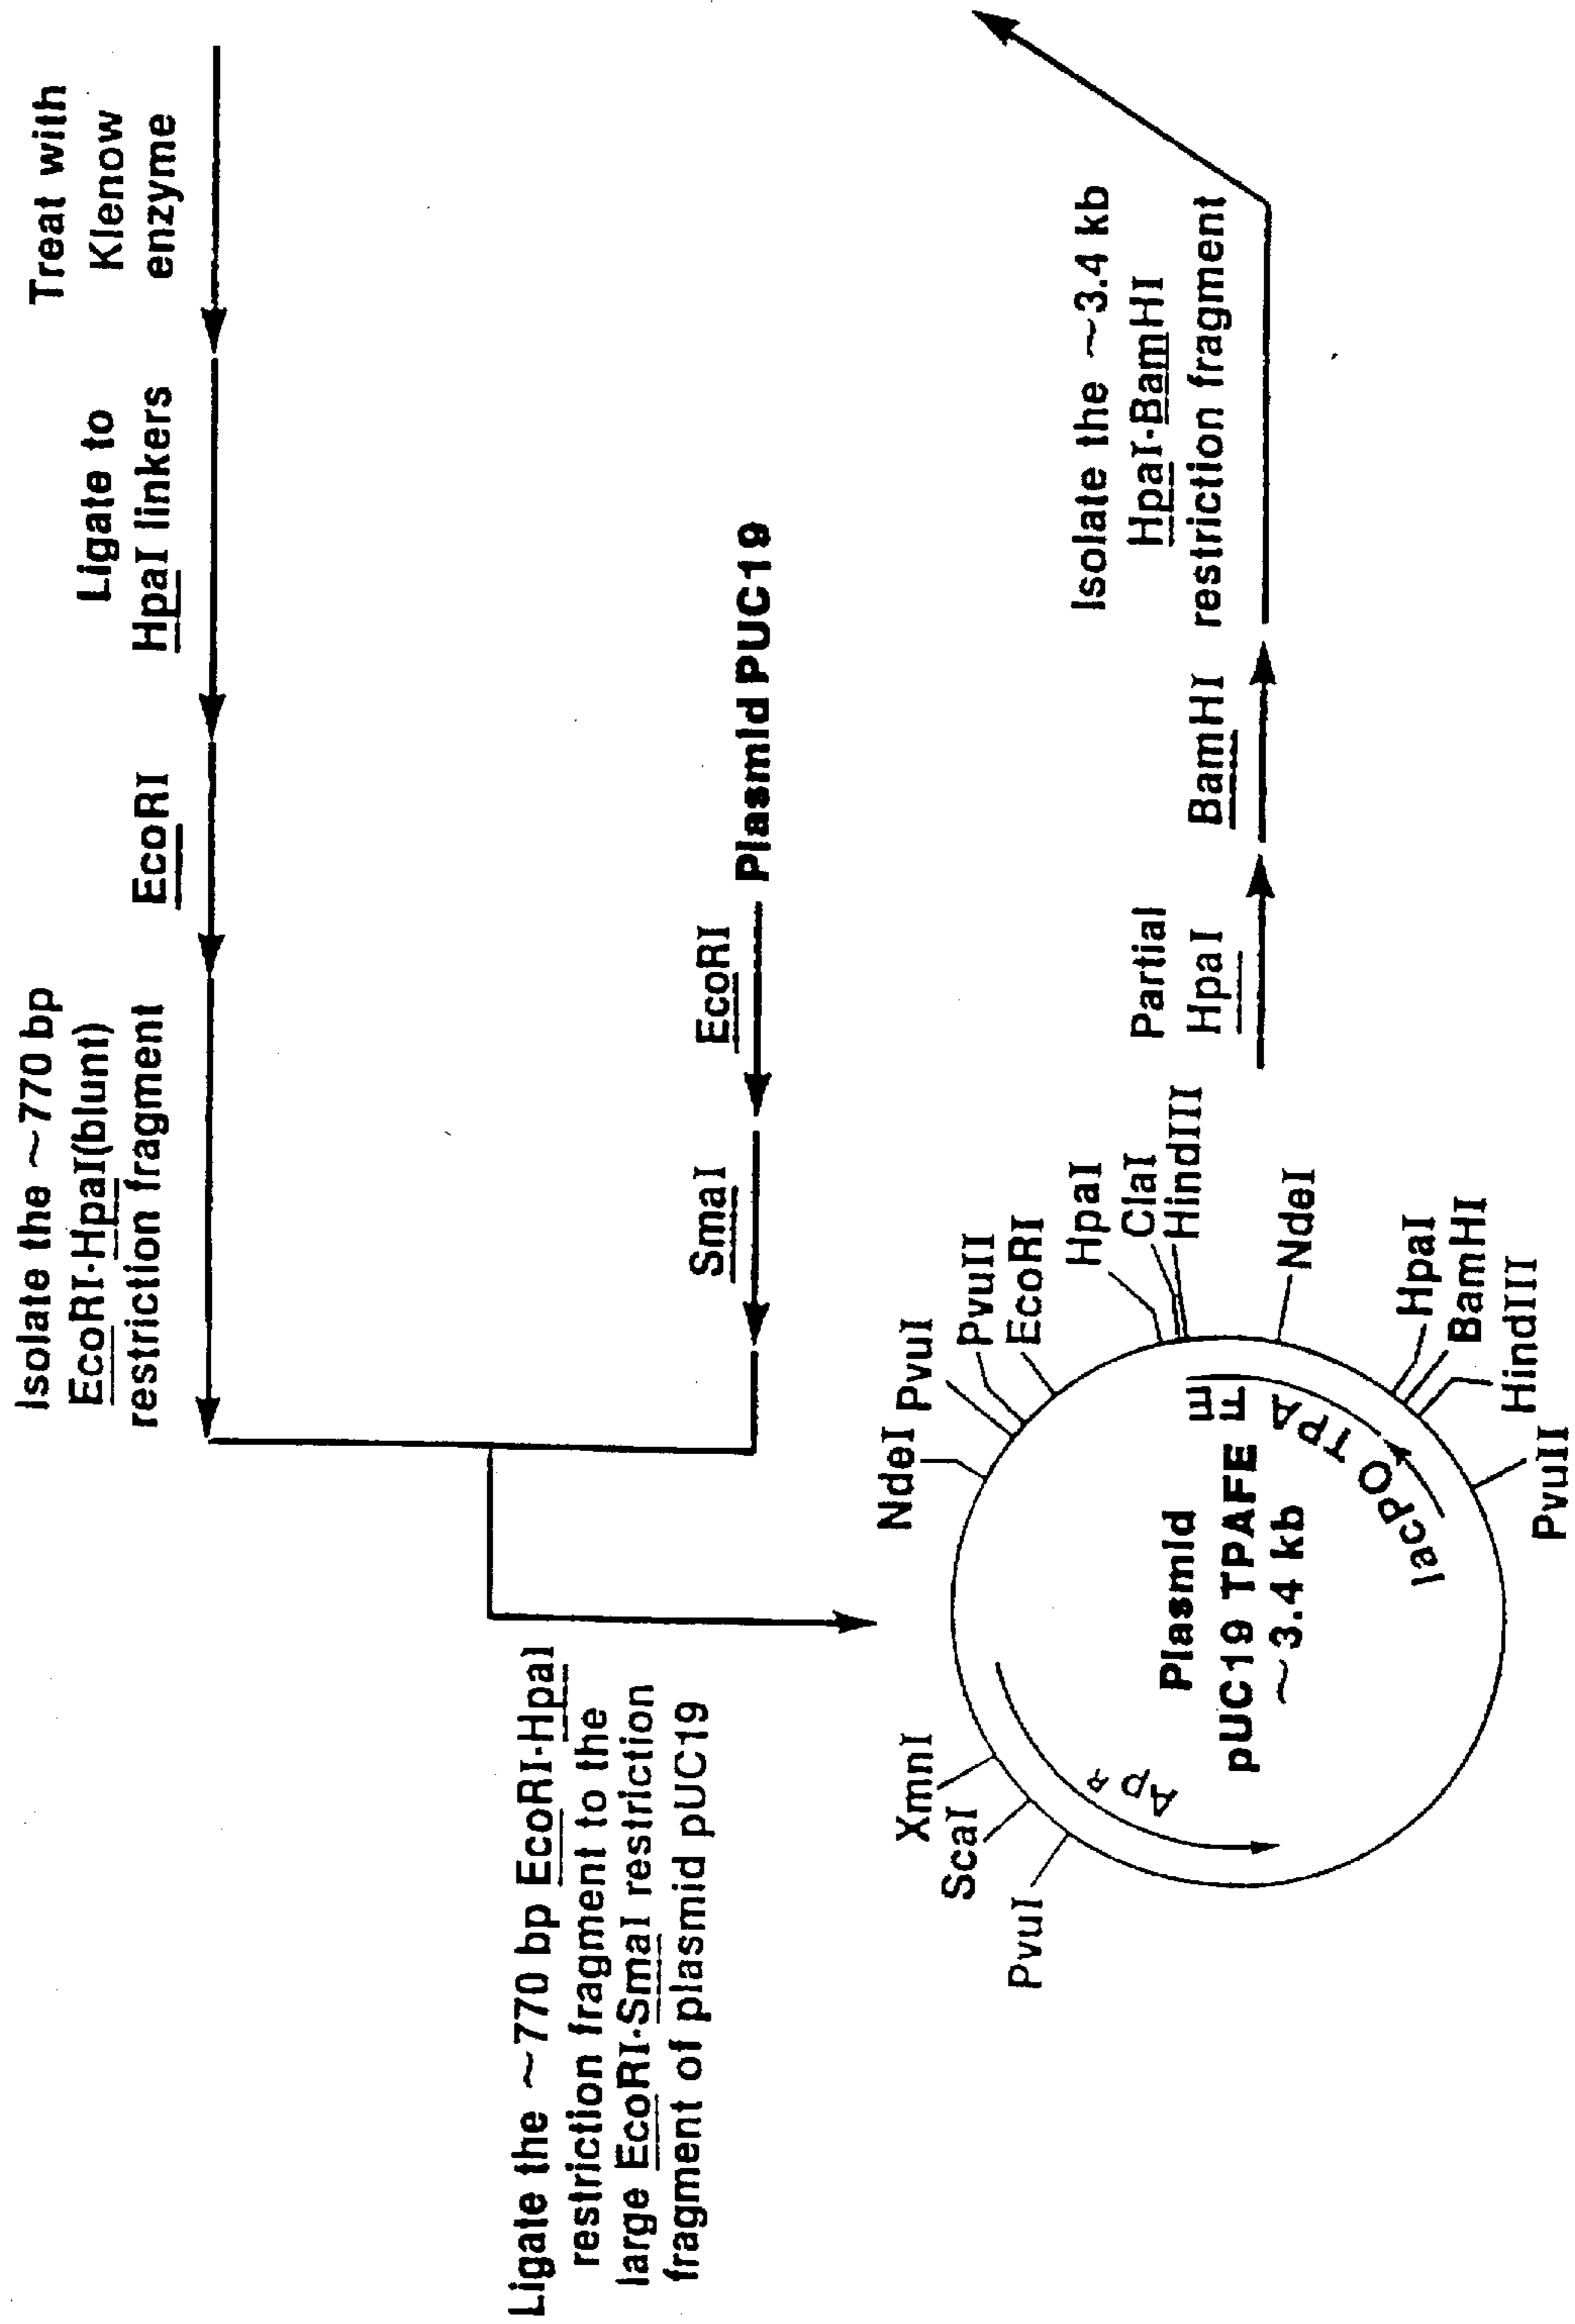 Isolate the ~770 bp
EcoRI-HpaI(blunt)
restriction fragment
EcoRI
Ligate to
HpaI linkers
Treat with
Klenow
enzyme
Ligate the ~770 bp EcoRI-HpaI
restriction fragment to the
large EcoRI-SmaI restriction
fragment of plasmid pUC19
SmaI
EcoRI
Plasmid PUC19
XmnI
ScaI
PvuI
NdeI
PvuI
PvuII
EcoRI
HpaI
ClaI
HindIII
NdeI
HpaI
BamHI
HindIII
PvuII
ApR
Plasmid
pUC19 TPAFE
~3.4 kb
TPA
lacPO
Partial
HpaI
BamHI
Isolate the ~3.4 kb
HpaI-BamHI
restriction fragment